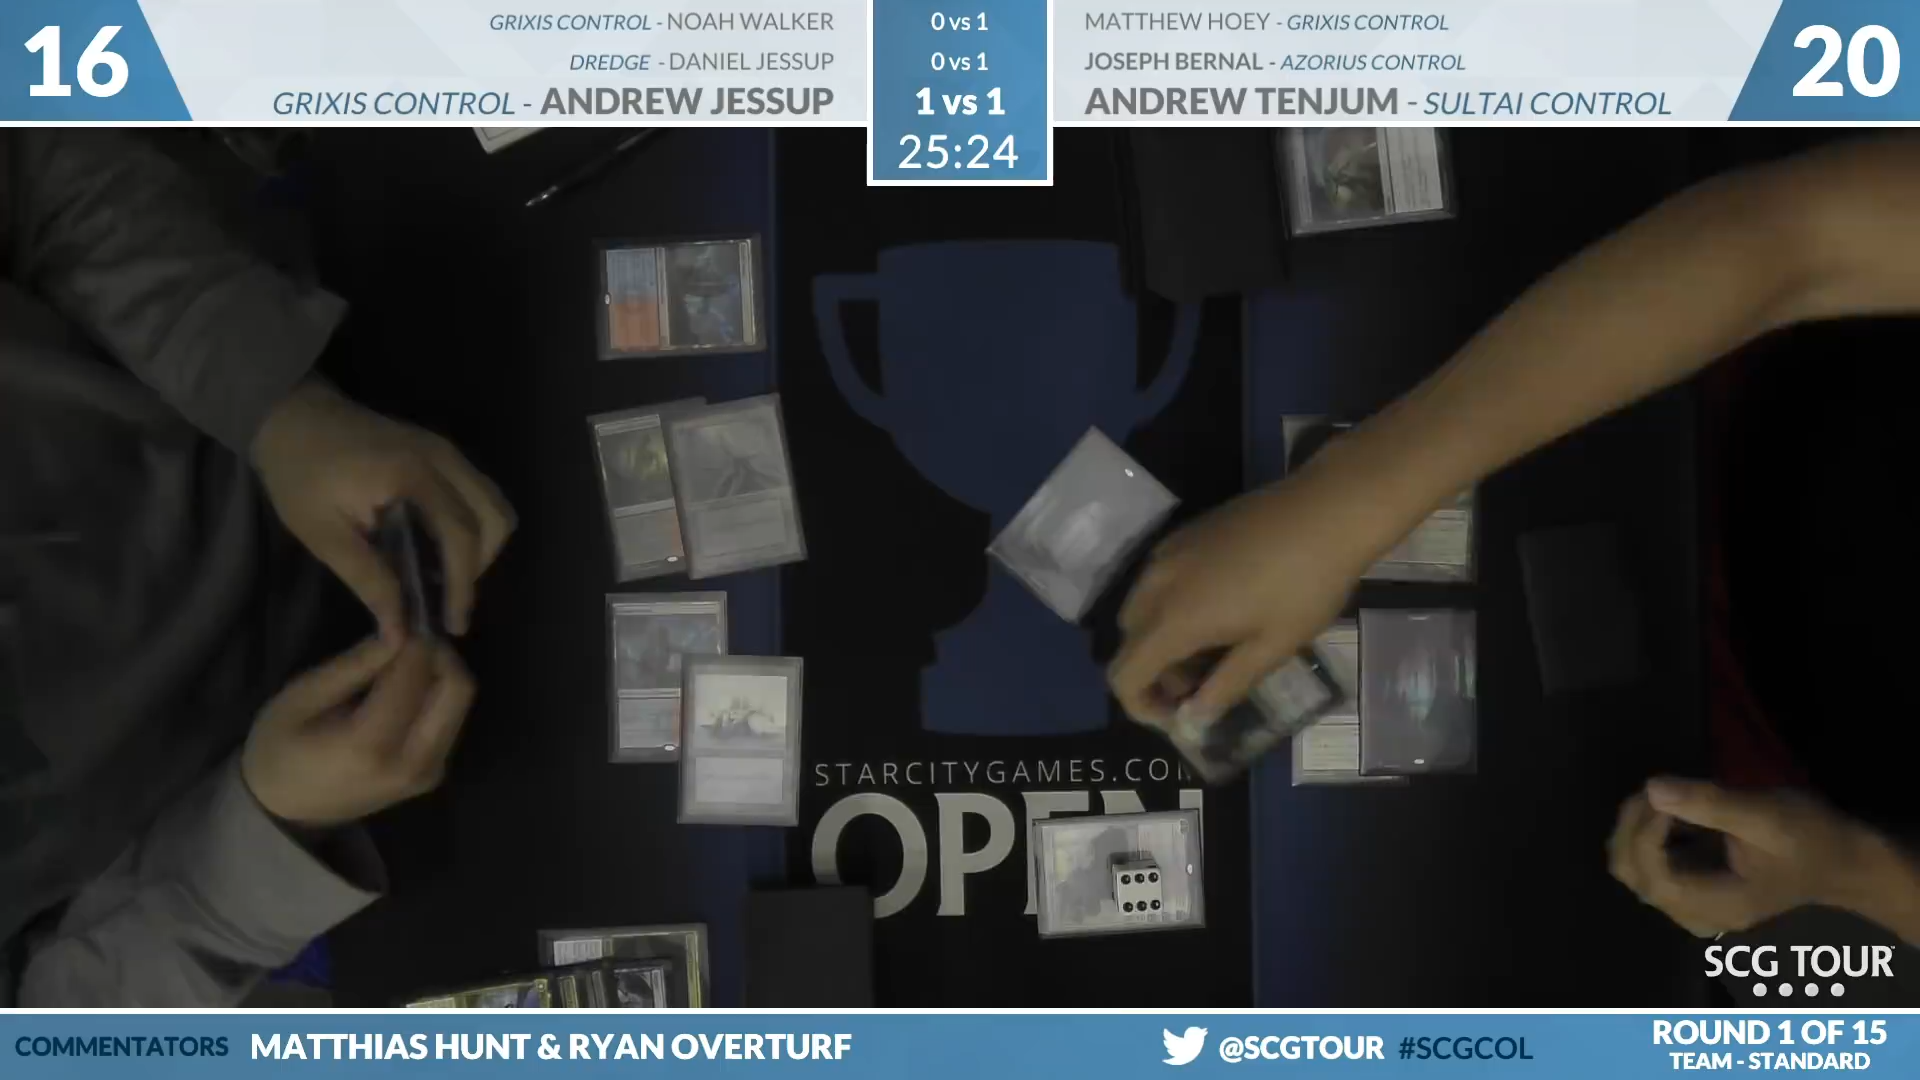 16
GRIXIS CONTROL - NOAH WALKER
0 vs 1
MATTHEW HOEY - GRIXIS CONTROL
20
DREDGE - DANIEL JESSUP
0 vs 1
JOSEPH BERNAL - AZORIUS CONTROL
GRIXIS CONTROL - ANDREW JESSUP
1 vs 1
ANDREW TENJUM - SULTAI CONTROL
25:24
STARCITYGAMES.CO
OPEN
SCG TOUR
COMMENTATORS MATTHIAS HUNT & RYAN OVERTURF
@SCGTOUR #SCGCOL
ROUND 1 OF 15
TEAM - STANDARD